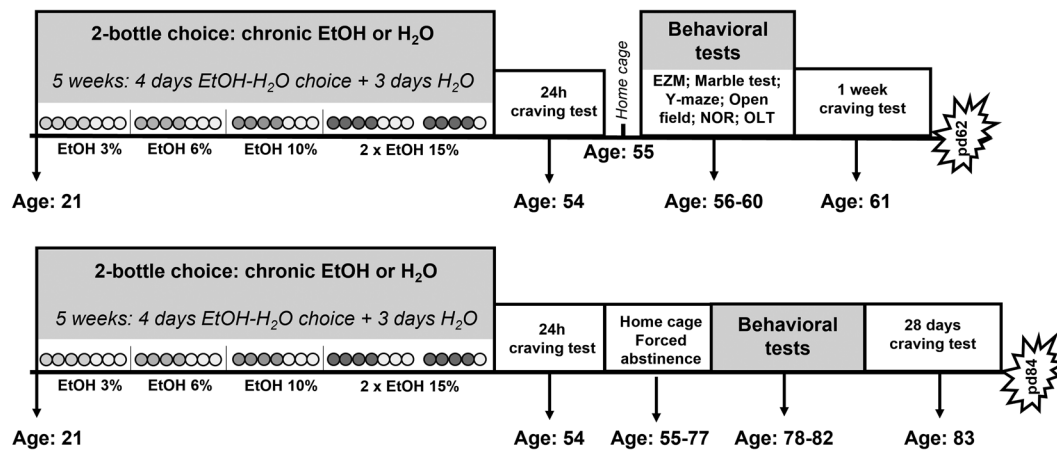 2-bottle choice: chronic EtOH or H₂O
5 weeks: 4 days EtOH-H₂O choice + 3 days H₂O
EtOH 3%
EtOH 6%
EtOH 10%
2 x EtOH 15%
24h
craving test
Home cage
Behavioral
tests
EZM; Marble test;
Y-maze; Open
field; NOR; OLT
1 week
craving test
pd62
Age: 21
Age: 54
Age: 55
Age: 56-60
Age: 61
2-bottle choice: chronic EtOH or H₂O
5 weeks: 4 days EtOH-H₂O choice + 3 days H₂O
EtOH 3%
EtOH 6%
EtOH 10%
2 x EtOH 15%
24h
craving test
Home cage
Forced
abstinence
Behavioral
tests
28 days
craving test
pd84
Age: 21
Age: 54
Age: 55-77
Age: 78-82
Age: 83